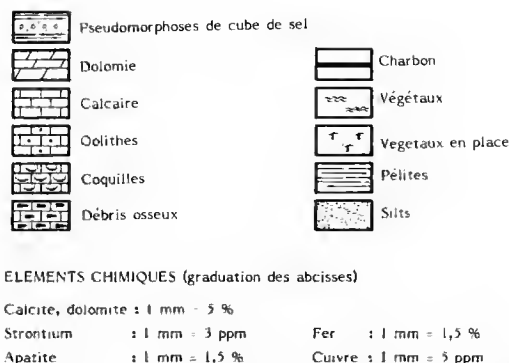 Pseudomorphoses de cube de sel
Dolomie
Calcaire
Oolithes
Coquilles
Débris osseux
Charbon
Végétaux
Vegetaux en place
Pélites
Silts
ELEMENTS CHIMIQUES (graduation des abcisses)
Calcite, dolomite : 1 mm = 5 %
Strontium : 1 mm = 3 ppm Fer : 1 mm = 1,5 %
Apatite : 1 mm = 1,5 % Cuivre : 1 mm = 5 ppm